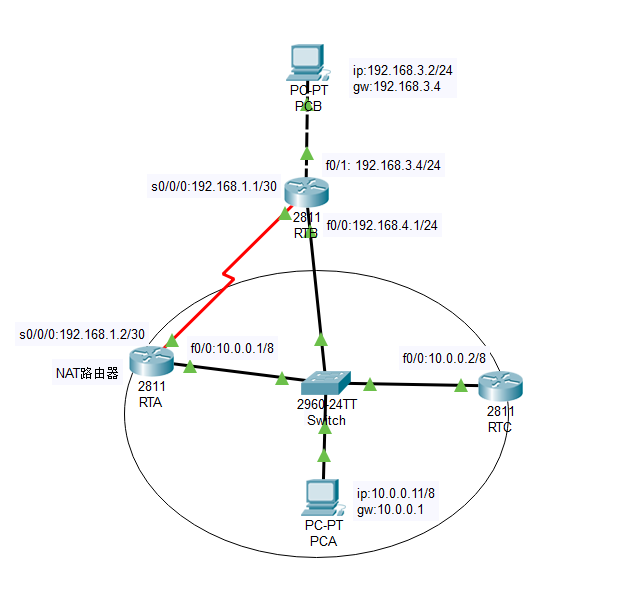 ip:192.168.3.2/24
gw:192.168.3.4
PC-PT
PCB
f0/1: 192.168.3.4/24
s0/0/0:192.168.1.1/30
2811
RTB
f0/0:192.168.4.1/24
s0/0/0:192.168.1.2/30
f0/0:10.0.0.1/8
f0/0:10.0.0.2/8
NAT路由器
2811
RTA
2960-24TT
Switch
2811
RTC
ip:10.0.0.11/8
gw:10.0.0.1
PC-PT
PCA